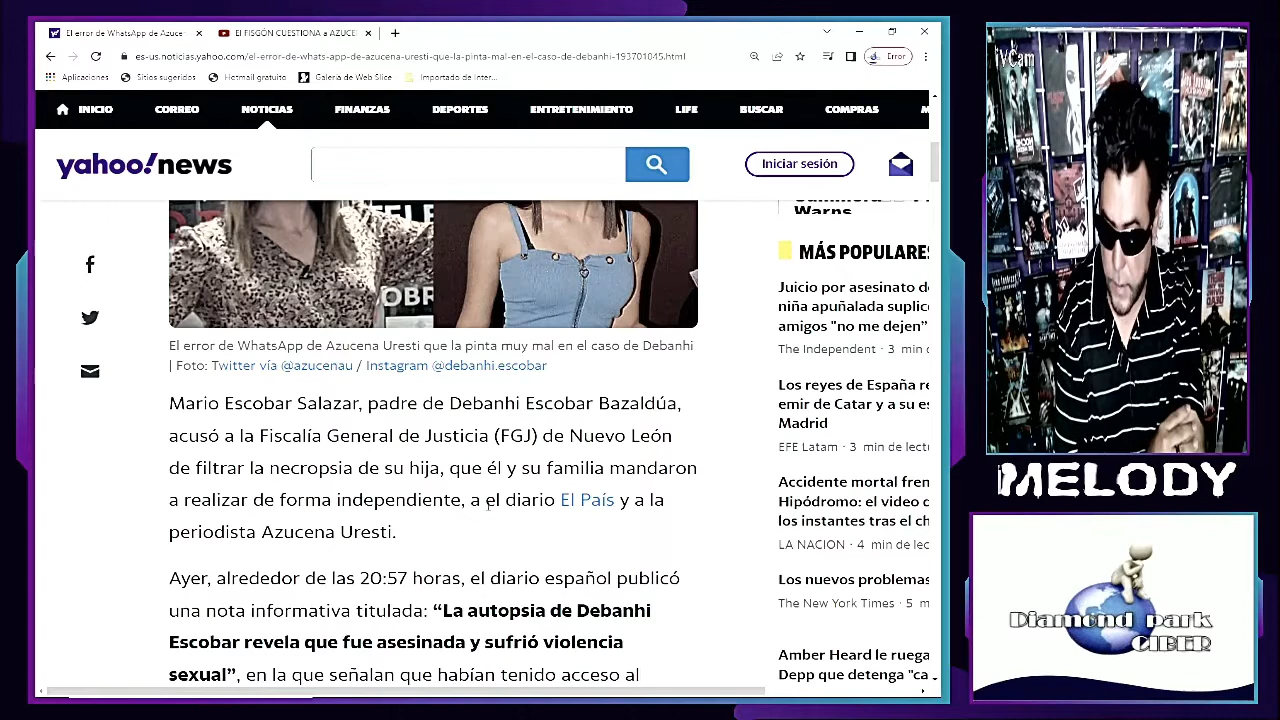 El error de WhatsApp de Azucen
El FISGÓN CUESTIONA a AZUCE
es-us.noticias.yahoo.com/el-error-de-whatsapp-de-azucena-uresti-que-la-pinta-mal-en-el-caso-de-debanhi-193701045.html
Error
Aplicaciones
Sitios sugeridos
Hotmail gratuito
Galería de Web Slice
Importado de Inter...
INICIO
CORREO
NOTICIAS
FINANZAS
DEPORTES
ENTRETENIMIENTO
LIFE
BUSCAR
COMPRAS
M
yahoo!news
Iniciar sesión
El error de WhatsApp de Azucena Uresti que la pinta muy mal en el caso de Debanhi
| Foto: Twitter vía @azucenau / Instagram @debanhi.escobar
Mario Escobar Salazar, padre de Debanhi Escobar Bazaldúa,
acusó a la Fiscalía General de Justicia (FGJ) de Nuevo León
de filtrar la necropsia de su hija, que él y su familia mandaron
a realizar de forma independiente, a el diario El País y a la
periodista Azucena Uresti.
Ayer, alrededor de las 20:57 horas, el diario español publicó
una nota informativa titulada: “La autopsia de Debanhi
Escobar revela que fue asesinada y sufrió violencia
sexual”, en la que señalan que habían tenido acceso al
Warns
MÁS POPULARES
Juicio por asesinato de
niña apuñalada suplicó
amigos "no me dejen”
The Independent · 3 min d
Los reyes de España re
emir de Catar y a su es
Madrid
EFE Latam · 3 min de lect
Accidente mortal fren
Hipódromo: el video d
los instantes tras el ch
LA NACION · 4 min de lec
Los nuevos problemas
The New York Times · 5 m
Amber Heard le ruega
Depp que detenga "ca
IVCam
MELODY
Diamond park
CIBER